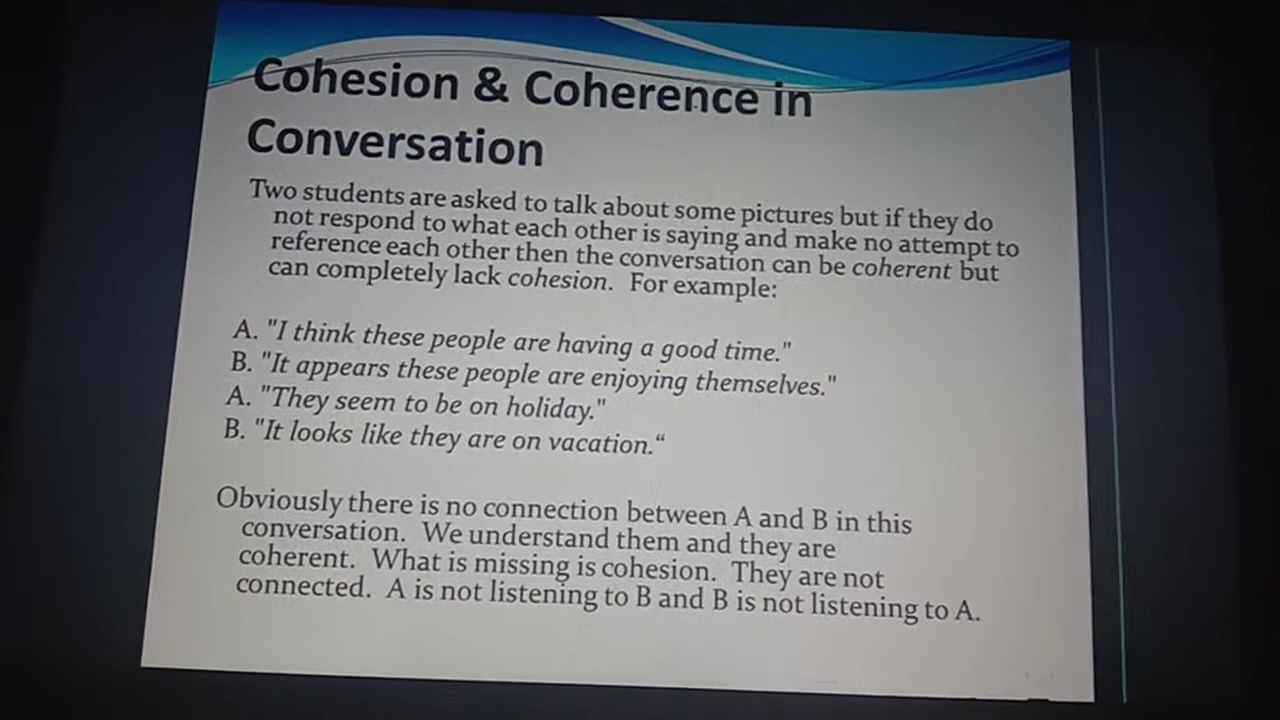 Cohesion & Coherence in
Conversation
Two students are asked to talk about some pictures but if they do
not respond to what each other is saying and make no attempt to
reference each other then the conversation can be coherent but
can completely lack cohesion. For example:
A. "I think these people are having a good time."
B. "It appears these people are enjoying themselves."
A. "They seem to be on holiday."
B. "It looks like they are on vacation.“
Obviously there is no connection between A and B in this
conversation. We understand them and they are
coherent. What is missing is cohesion. They are not
connected. A is not listening to B and B is not listening to A.